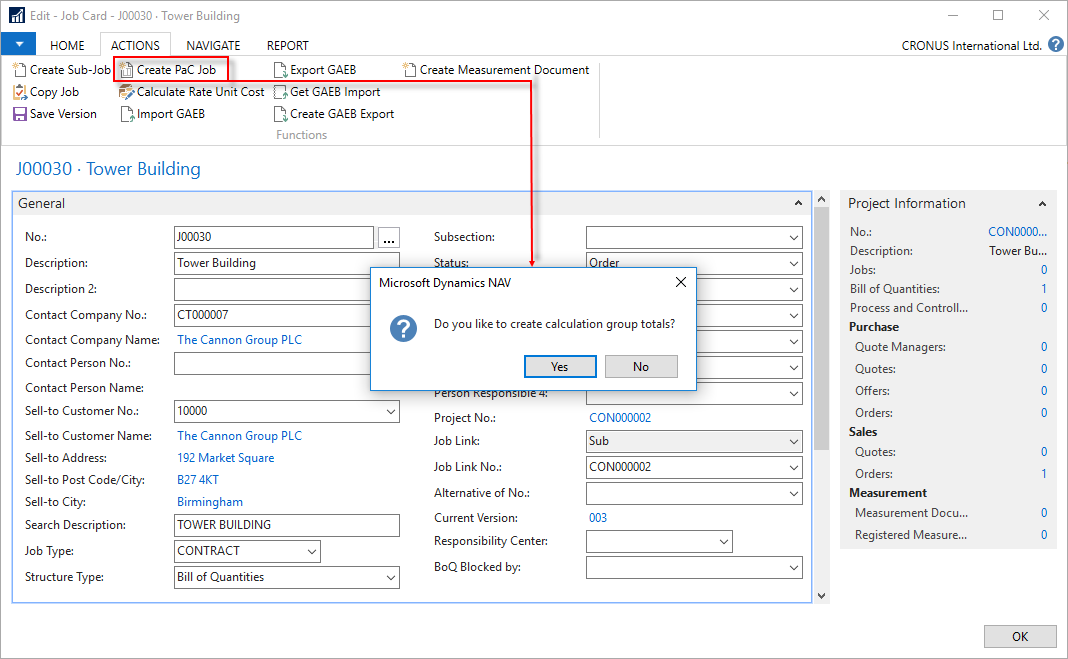 Edit - Job Card - J00030 · Tower Building
HOME ACTIONS NAVIGATE REPORT CRONUS International Ltd. ?
Create Sub-Job Create PaC Job Export GAEB Create Measurement Document
Copy Job Calculate Rate Unit Cost Get GAEB Import
Save Version Import GAEB Create GAEB Export
Functions
J00030 · Tower Building
General
No.: J00030 ... Subsection:
Description: Tower Building Status: Order
Description 2:
Contact Company No.: CT000007
Contact Company Name: The Cannon Group PLC
Contact Person No.:
Contact Person Name: Person Responsible 4:
Sell-to Customer No.: 10000 Project No.: CON000002
Sell-to Customer Name: The Cannon Group PLC Job Link: Sub
Sell-to Address: 192 Market Square Job Link No.: CON000002
Sell-to Post Code/City: B27 4KT Alternative of No.:
Sell-to City: Birmingham Current Version: 003
Search Description: TOWER BUILDING Responsibility Center:
Job Type: CONTRACT BoQ Blocked by:
Structure Type: Bill of Quantities
Microsoft Dynamics NAV
? Do you like to create calculation group totals?
Yes No
Project Information
No.: CON0000...
Description: Tower Bu...
Jobs: 0
Bill of Quantities: 1
Process and Controll... 0
Purchase
Quote Managers: 0
Quotes: 0
Offers: 0
Orders: 0
Sales
Quotes: 0
Orders: 1
Measurement
Measurement Docu... 0
Registered Measure... 0
OK